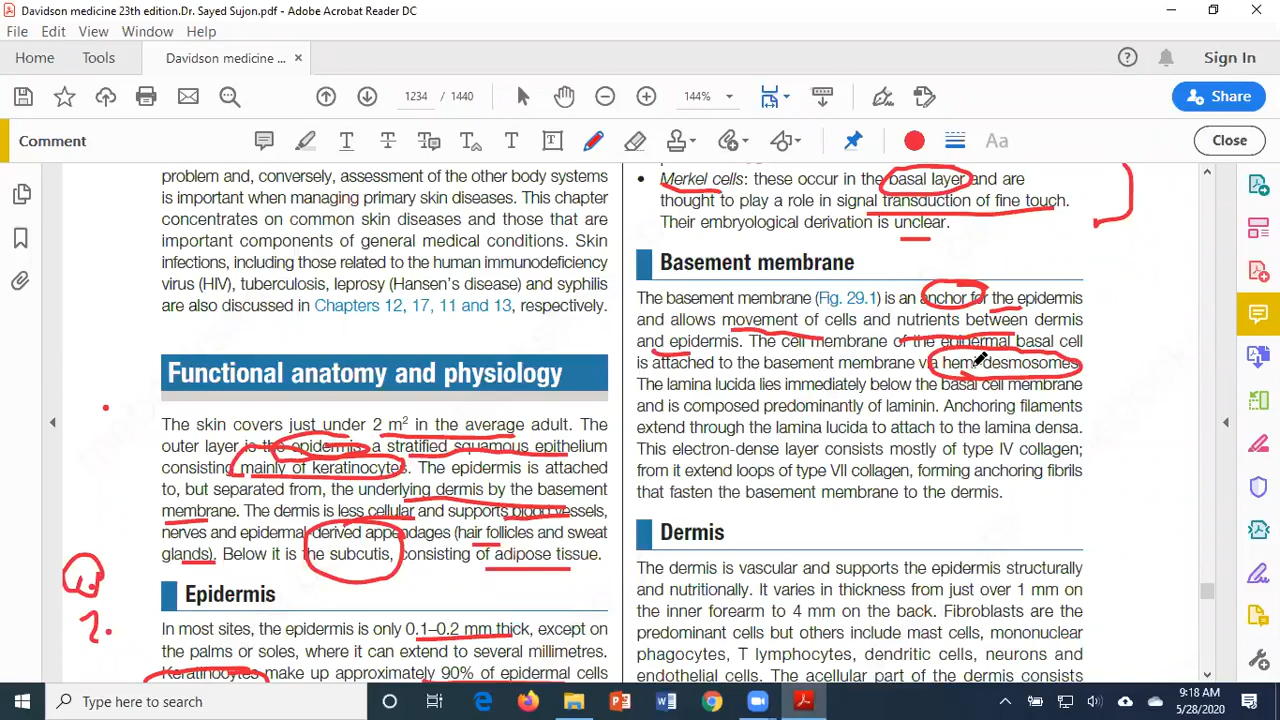 Davidson medicine 23th edition.Dr. Sayed Sujon.pdf - Adobe Acrobat Reader DC
File Edit View Window Help
Home Tools Davidson medicine ... × Sign In
1234 / 1440 144% Share
Comment Close
problem and, conversely, assessment of the other body systems
is important when managing primary skin diseases. This chapter
concentrates on common skin diseases and those that are
important components of general medical conditions. Skin
infections, including those related to the human immunodeficiency
virus (HIV), tuberculosis, leprosy (Hansen's disease) and syphilis
are also discussed in Chapters 12, 17, 11 and 13, respectively.
Functional anatomy and physiology
The skin covers just under 2 m² in the average adult. The
outer layer is the epidermis, a stratified squamous epithelium
consisting mainly of keratinocytes. The epidermis is attached
to, but separated from, the underlying dermis by the basement
membrane. The dermis is less cellular and supports blood vessels,
nerves and epidermal-derived appendages (hair follicles and sweat
glands). Below it is the subcutis, consisting of adipose tissue.
1.
2.
Epidermis
In most sites, the epidermis is only 0.1–0.2 mm thick, except on
the palms or soles, where it can extend to several millimetres.
Keratinocytes make up approximately 90% of epidermal cells
• Merkel cells: these occur in the basal layer and are
thought to play a role in signal transduction of fine touch.
Their embryological derivation is unclear.
Basement membrane
The basement membrane (Fig. 29.1) is an anchor for the epidermis
and allows movement of cells and nutrients between dermis
and epidermis. The cell membrane of the epidermal basal cell
is attached to the basement membrane via hemidesmosomes.
The lamina lucida lies immediately below the basal cell membrane
and is composed predominantly of laminin. Anchoring filaments
extend through the lamina lucida to attach to the lamina densa.
This electron-dense layer consists mostly of type IV collagen;
from it extend loops of type VII collagen, forming anchoring fibrils
that fasten the basement membrane to the dermis.
Dermis
The dermis is vascular and supports the epidermis structurally
and nutritionally. It varies in thickness from just over 1 mm on
the inner forearm to 4 mm on the back. Fibroblasts are the
predominant cells but others include mast cells, mononuclear
phagocytes, T lymphocytes, dendritic cells, neurons and
endothelial cells. The acellular part of the dermis consists
Type here to search
9:18 AM
5/28/2020